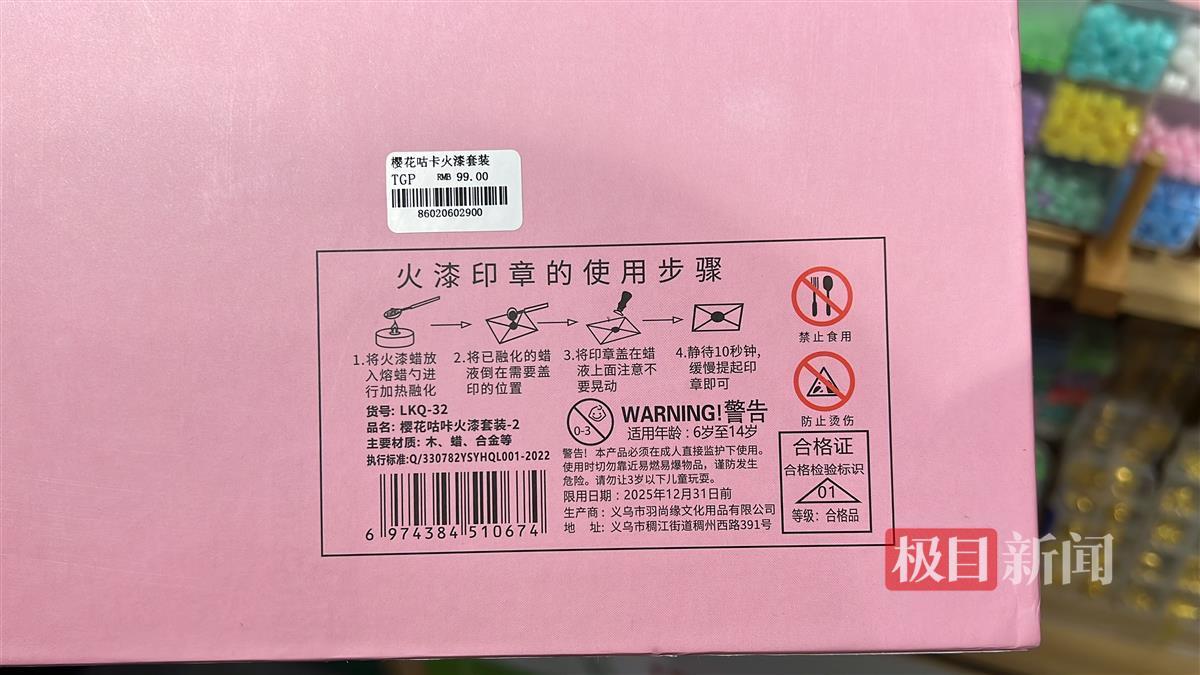 樱花咕卡火漆套装
TGP RMB 99.00
86020602900
火漆印章的使用步骤
1.将火漆蜡放
入熔蜡勺进
行加热融化
2.将已融化的蜡
液倒在需要盖
印的位置
3.将印章盖在蜡
液上面注意不
要晃动
4.静待10秒钟,
缓慢提起印
章即可
禁止食用
防止烫伤
货号: LKQ-32
品名: 樱花咕咔火漆套装-2
主要材质: 木、蜡、合金等
执行标准:Q/330782YSYHQL001-2022
6 974384 510674
0-3
WARNING!警告
适用年龄: 6岁至14岁
警告! 本产品必须在成人直接监护下使用。
使用时切勿靠近易燃易爆物品，谨防发生
危险。请勿让3岁以下儿童玩耍。
限用日期: 2025年12月31日前
生产商: 义乌市羽尚缘文化用品有限公司
地 址: 义乌市稠江街道稠州西路391号
合格证
合格检验标识
01
等级: 合格品
极目新闻